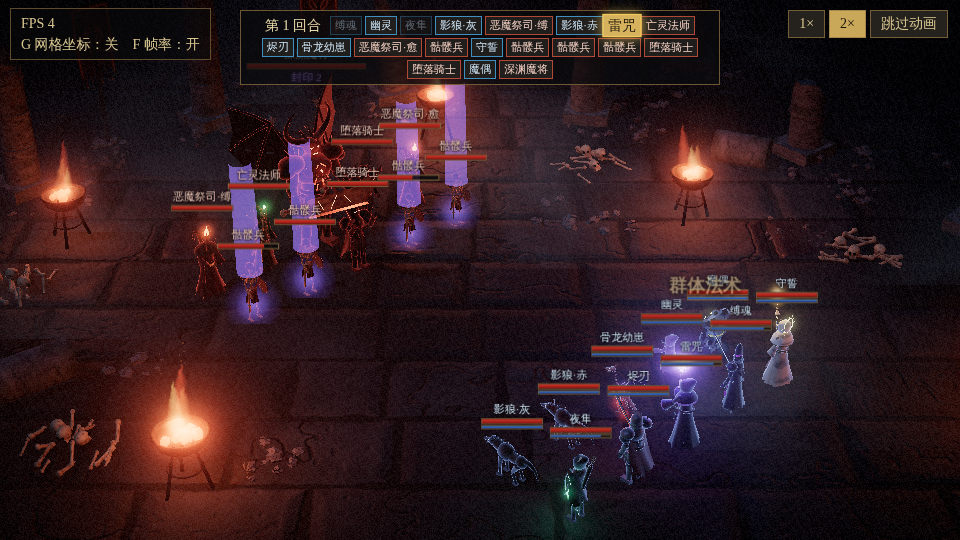 FPS 4
G 网格坐标：关 F 帧率：开
第 1 回合 缚魂 幽灵 夜隼 影狼·灰 恶魔祭司·缚 影狼·赤 雷咒 亡灵法师
烬刃 骨龙幼崽 恶魔祭司·愈 骷髅兵 守誓 骷髅兵 骷髅兵 骷髅兵 堕落骑士
堕落骑士 魔偶 深渊魔将
1× 2× 跳过动画
封印 2
恶魔祭司·愈
堕落骑士
骷髅兵
骷髅兵
堕落骑士
亡灵法师
恶魔祭司·缚
骷髅兵
骷髅兵
群体法术
守誓
幽灵
缚魂
骨龙幼崽
雷咒
影狼·赤
烬刃
影狼·灰
夜隼